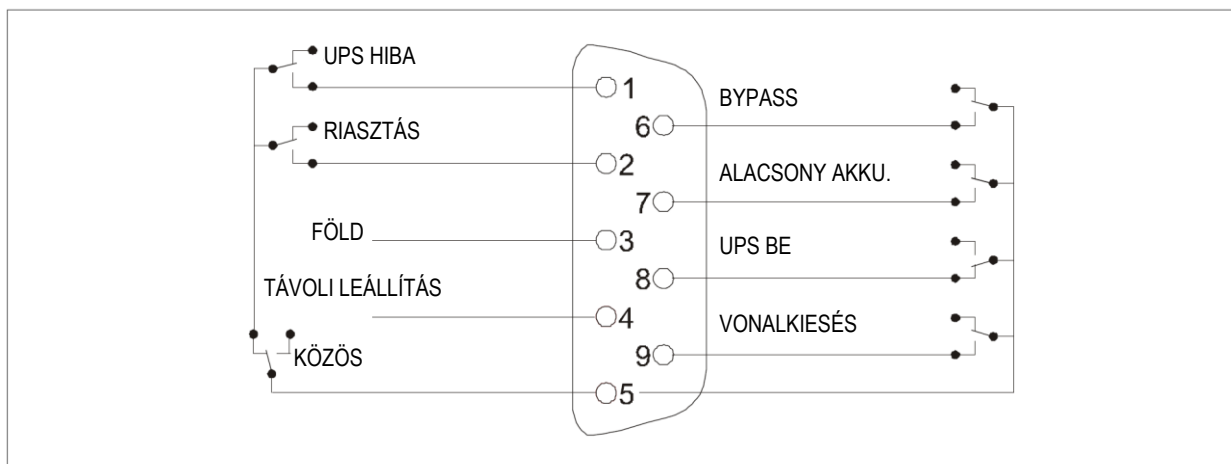 UPS HIBA
1
BYPASS
6
RIASZTÁS
2
ALACSONY AKKU.
7
FÖLD
3
UPS BE
8
TÁVOLI LEÁLLÍTÁS
4
VONALKIESÉS
9
KÖZÖS
5